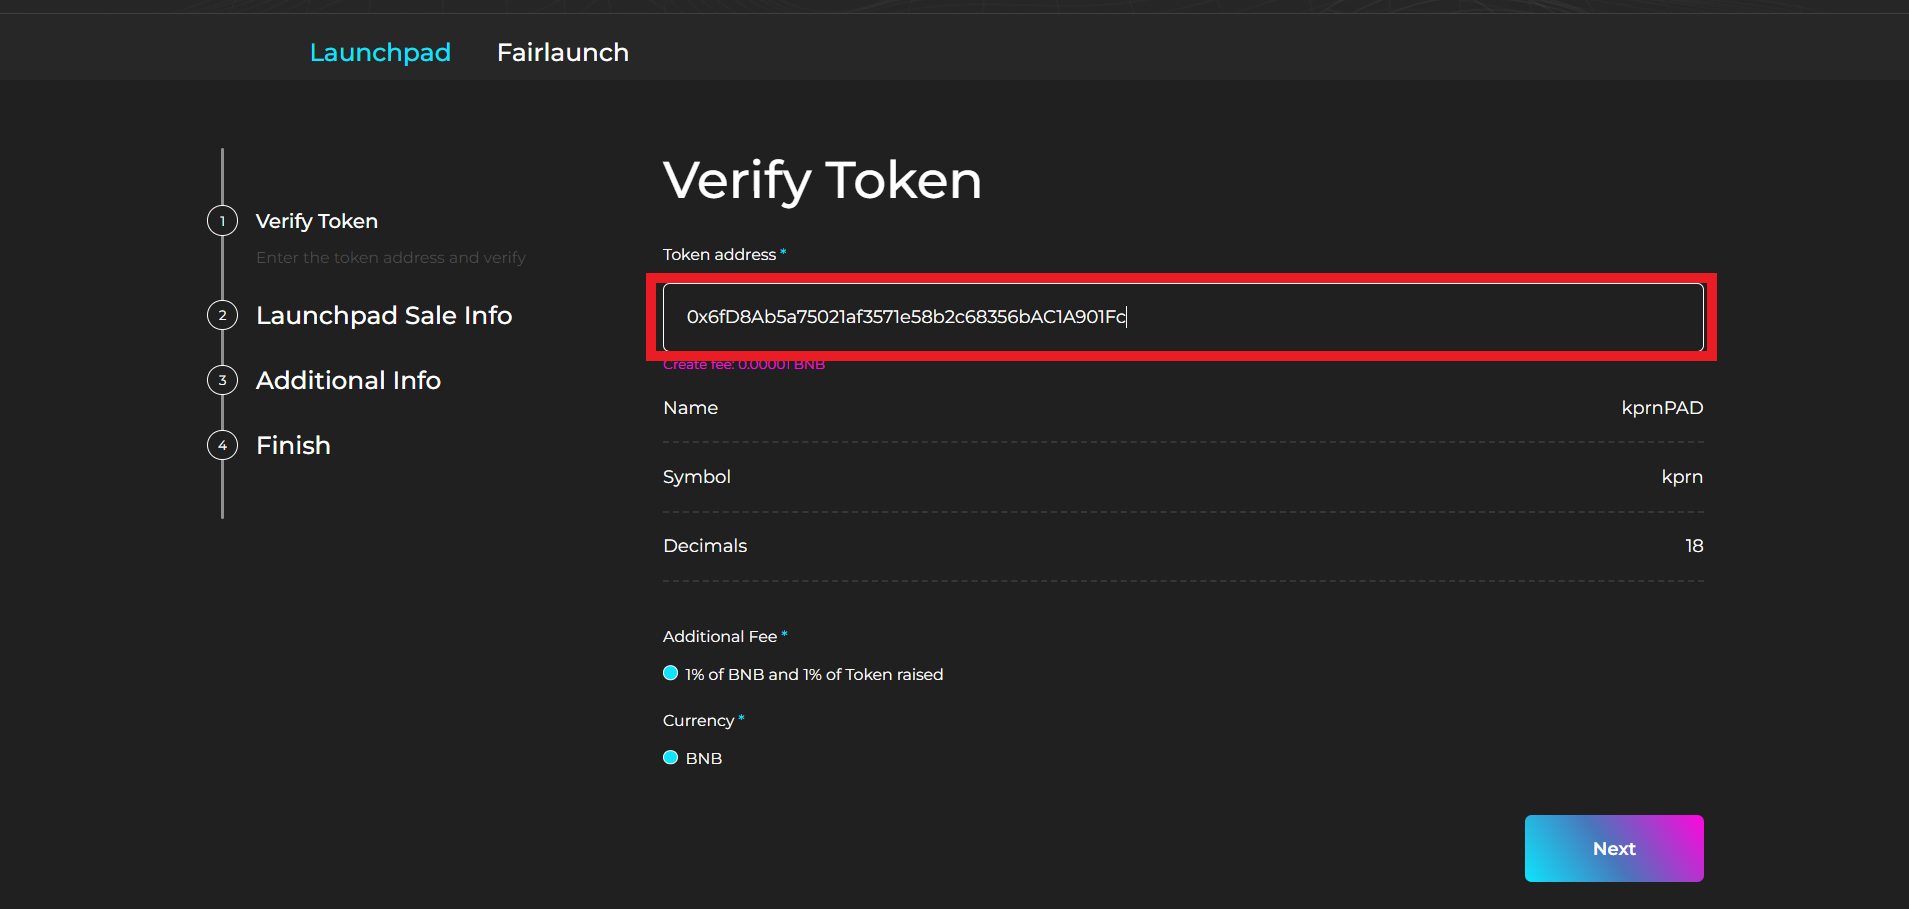 Launchpad Fairlaunch
1 Verify Token
Enter the token address and verify
2 Launchpad Sale Info
3 Additional Info
4 Finish
Verify Token
Token address *
0x6fD8Ab5a75021af3571e58b2c68356bAC1A901Fc
Create fee: 0.00001 BNB
Name kprnPAD
Symbol kprn
Decimals 18
Additional Fee *
1% of BNB and 1% of Token raised
Currency *
BNB
Next